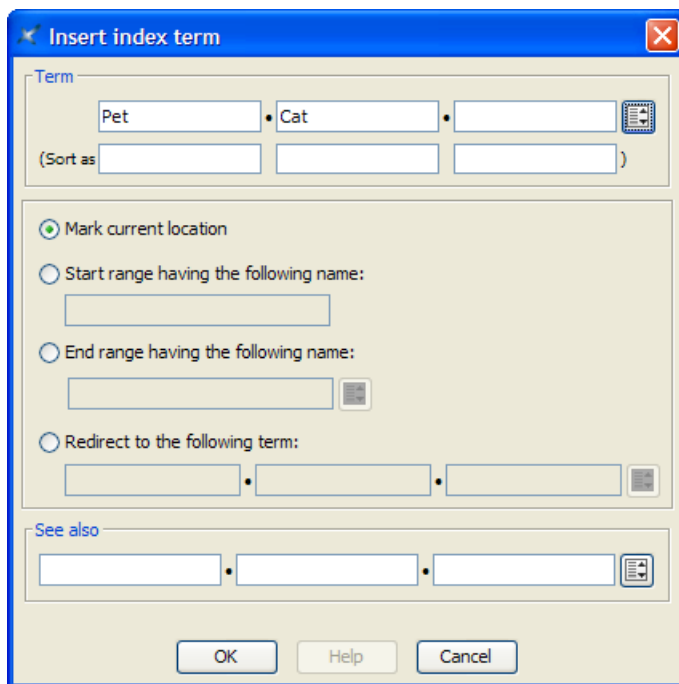 Insert index term
Term
Pet • Cat •
(Sort as )
Mark current location
Start range having the following name:
End range having the following name:
Redirect to the following term:
• •
See also
• •
OK Help Cancel